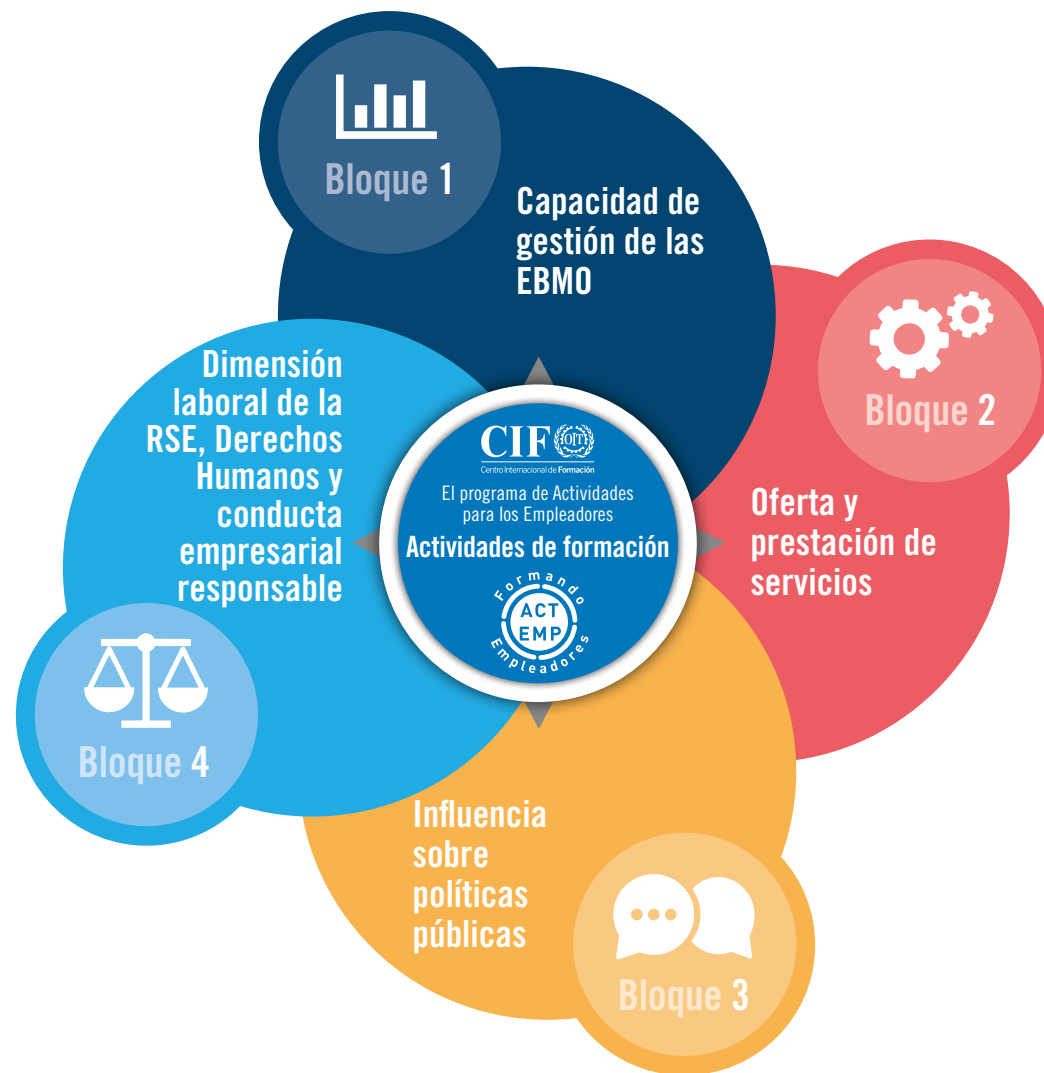 Bloque 1
Capacidad de
gestión de las
EBMO
Bloque 2
Oferta y
prestación de
servicios
Bloque 3
Influencia
sobre
políticas
públicas
Bloque 4
Dimensión
laboral de la
RSE, Derechos
Humanos y
conducta
empresarial
responsable
CIF OIT
Centro Internacional de Formación
El programa de Actividades
para los Empleadores
Actividades de formación
Formando
ACT
EMP
Empleadores